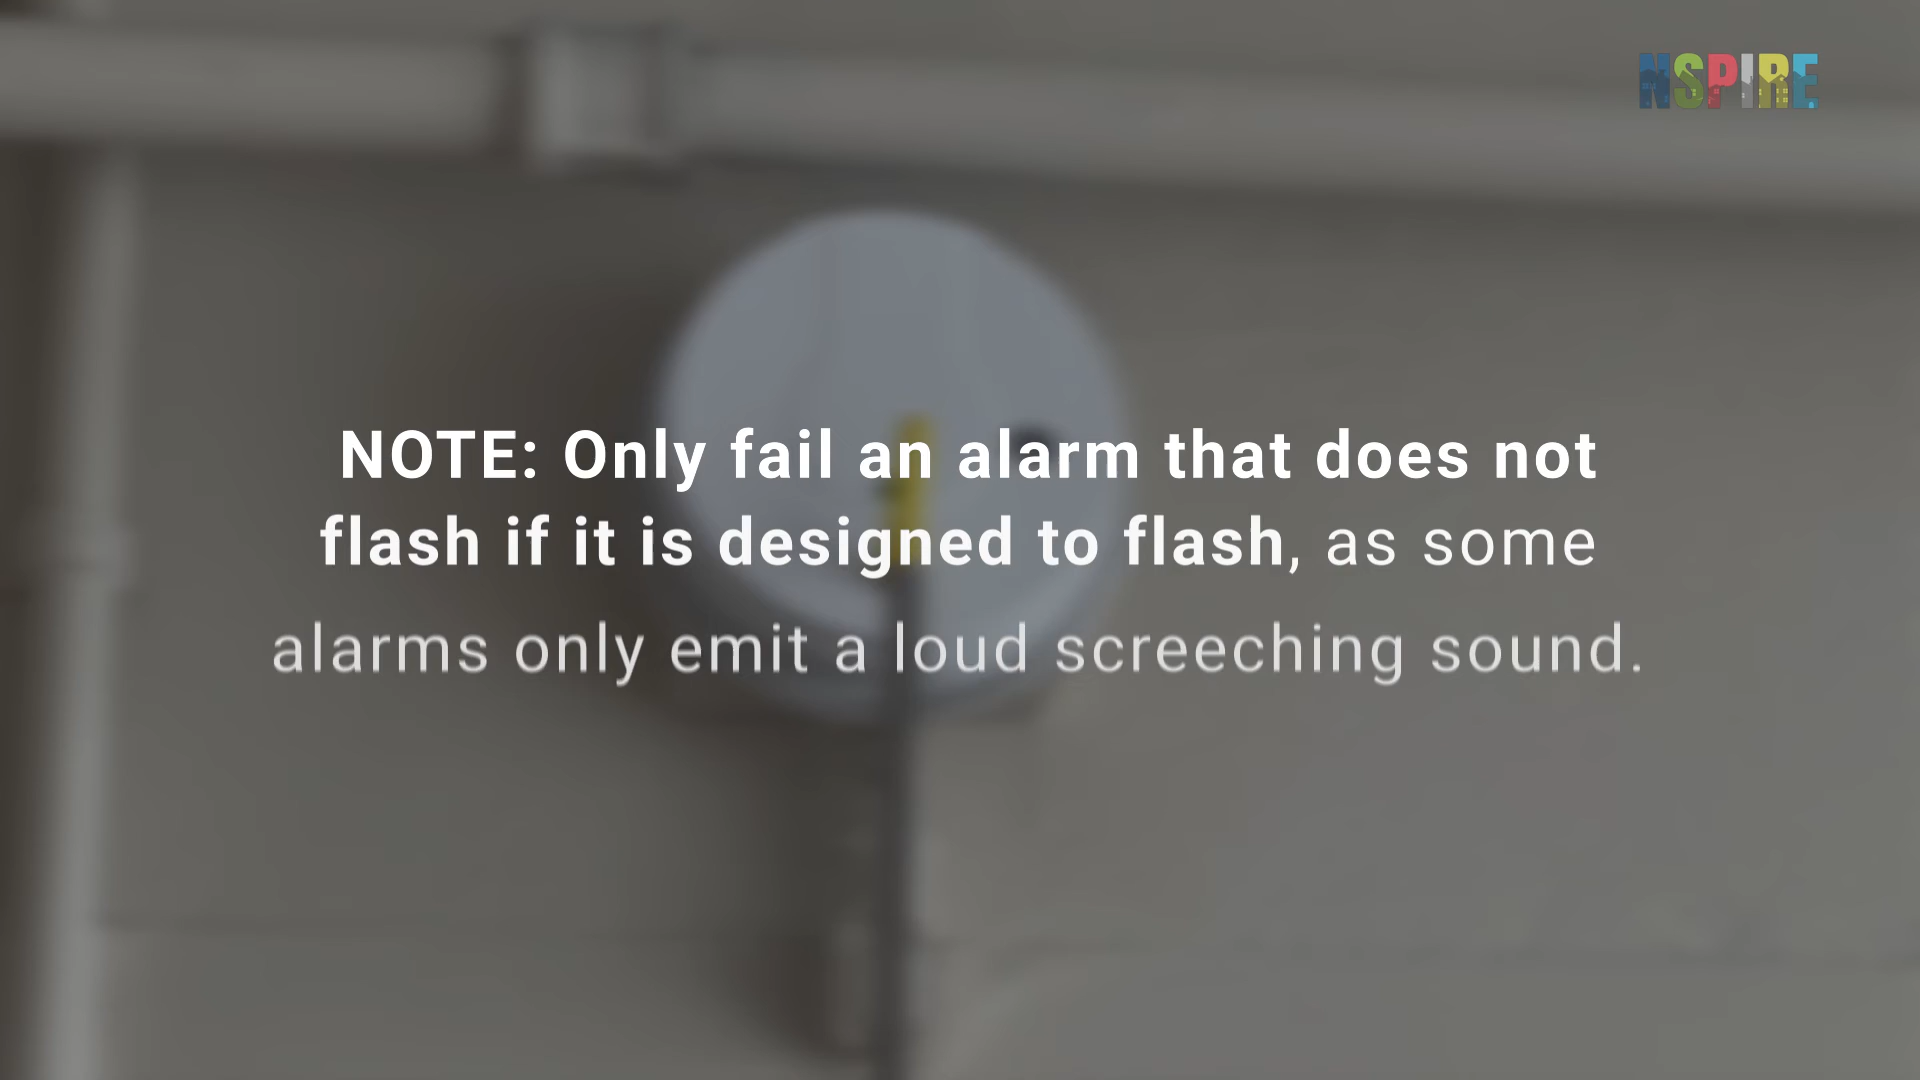 NSPIRE
NOTE: Only fail an alarm that does not
flash if it is designed to flash, as some
alarms only emit a loud screeching sound.